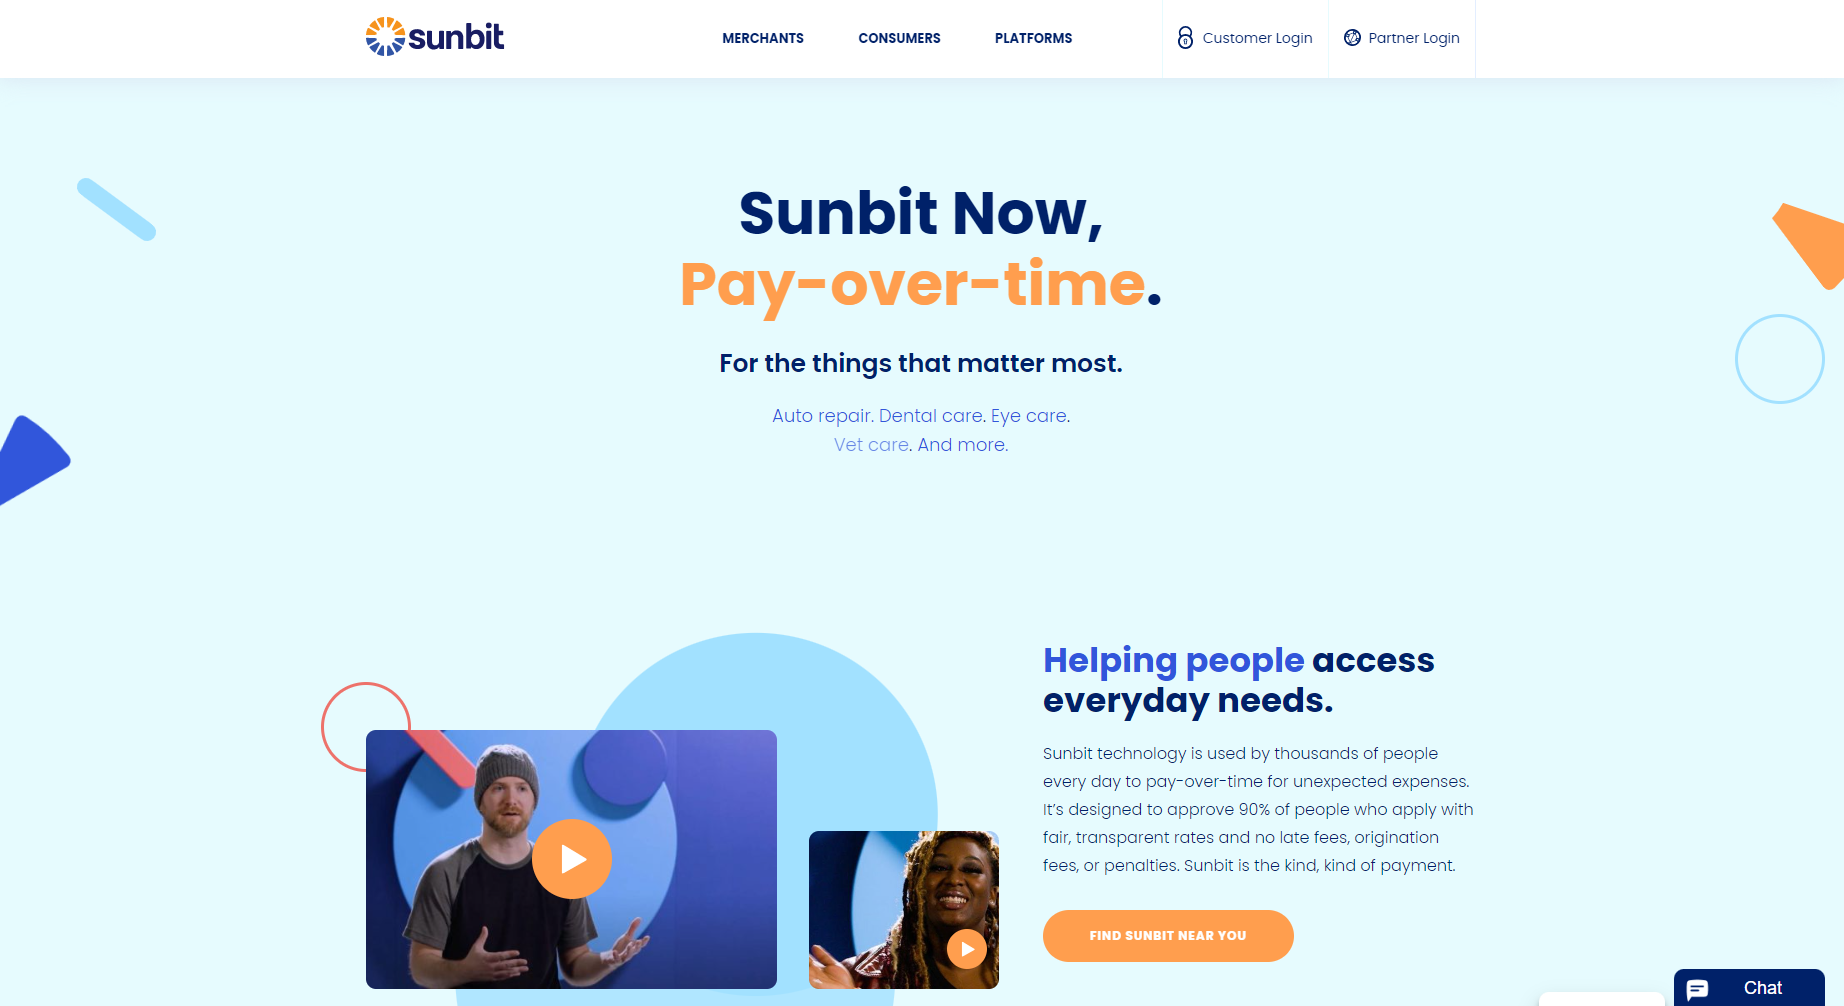 sunbit
MERCHANTS
CONSUMERS
PLATFORMS
Customer Login
Partner Login
Sunbit Now,
Pay-over-time.
For the things that matter most.
Auto repair. Dental care. Eye care.
Vet care. And more.
Helping people access
everyday needs.
Sunbit technology is used by thousands of people
every day to pay-over-time for unexpected expenses.
It's designed to approve 90% of people who apply with
fair, transparent rates and no late fees, origination
fees, or penalties. Sunbit is the kind, kind of payment.
FIND SUNBIT NEAR YOU
Chat